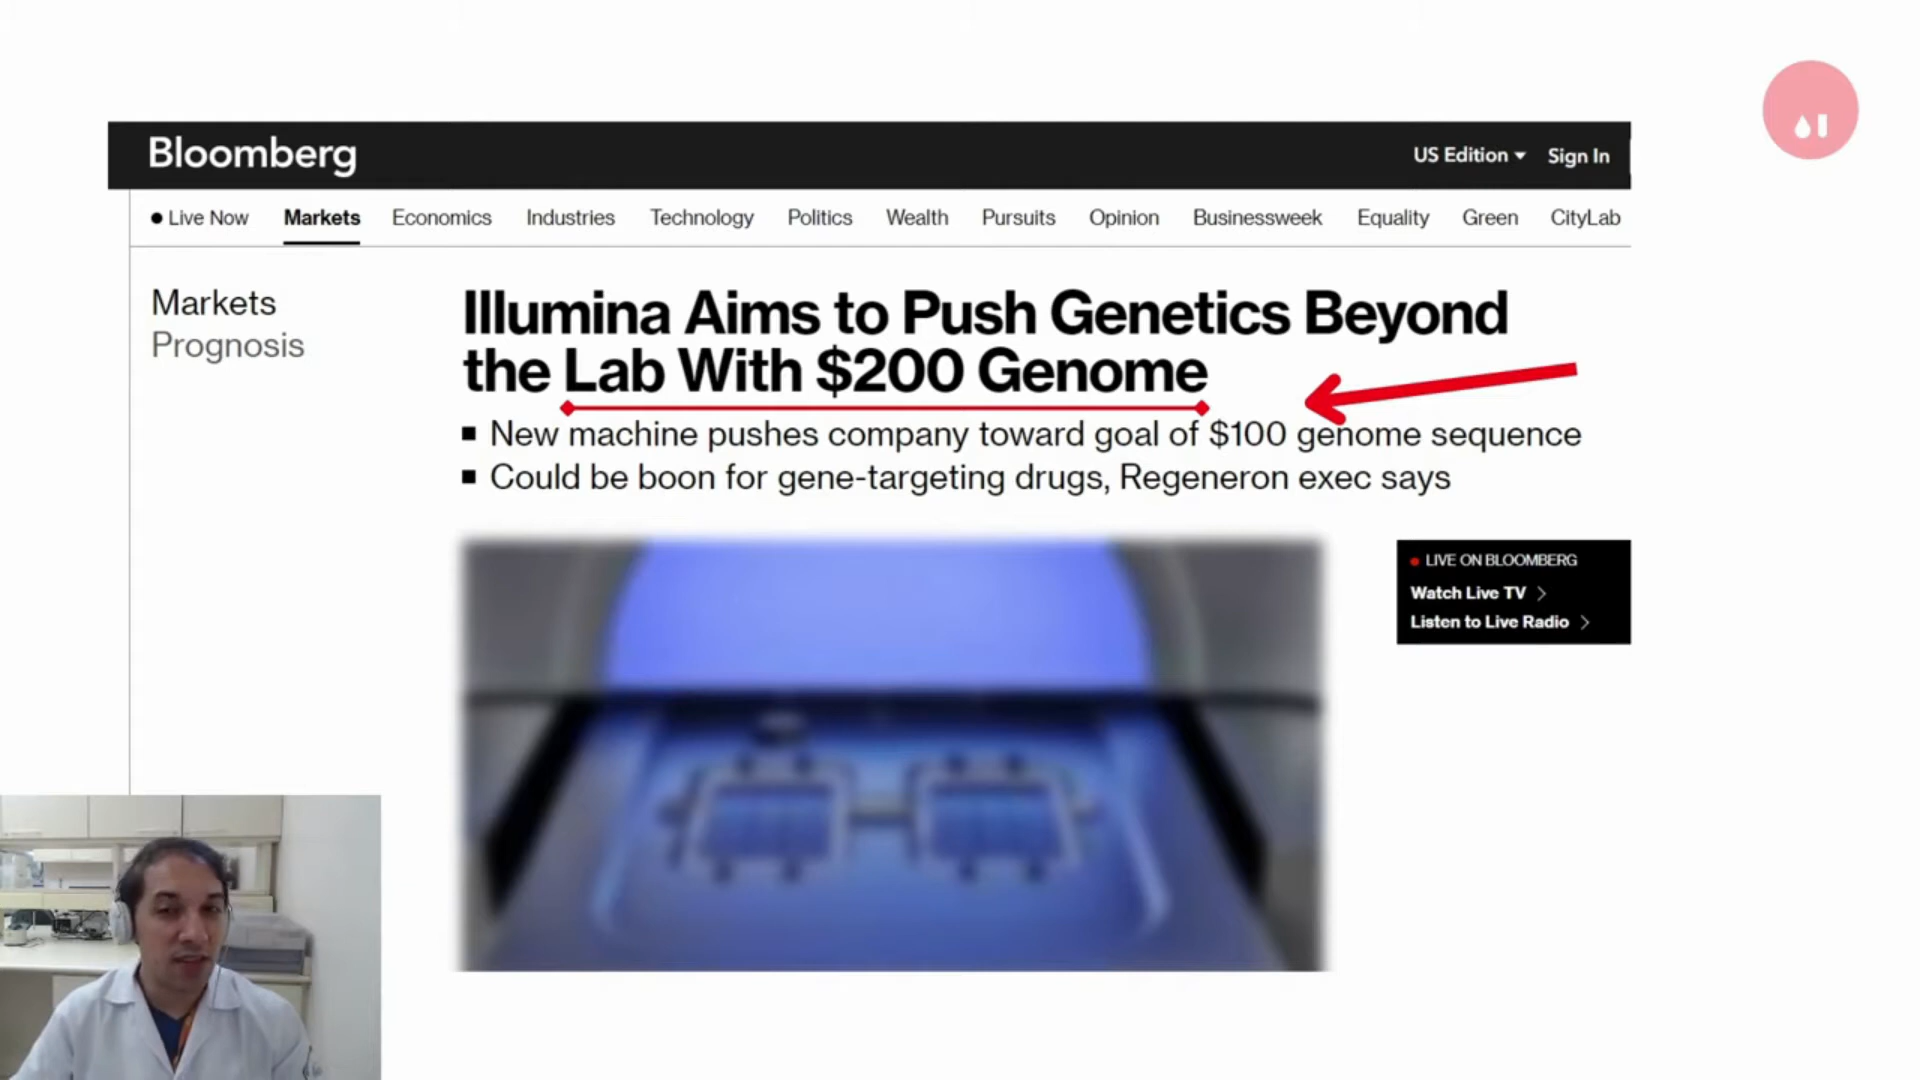 Bloomberg
US Edition
Sign In
Live Now
Markets
Economics
Industries
Technology
Politics
Wealth
Pursuits
Opinion
Businessweek
Equality
Green
CityLab
Markets
Prognosis
Illumina Aims to Push Genetics Beyond
the Lab With $200 Genome
New machine pushes company toward goal of $100 genome sequence
Could be boon for gene-targeting drugs, Regeneron exec says
LIVE ON BLOOMBERG
Watch Live TV
Listen to Live Radio